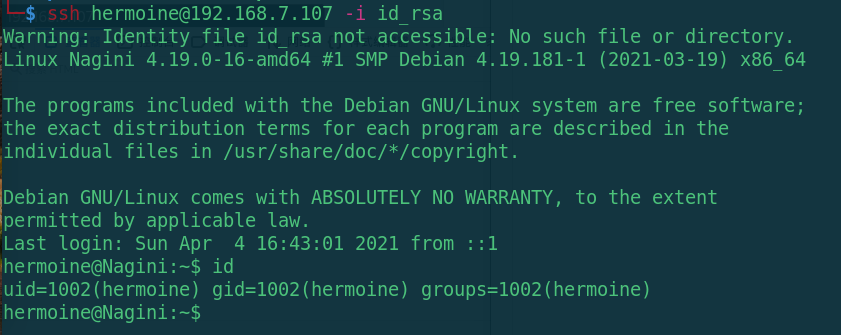 └─$ ssh hermoine@192.168.7.107 -i id_rsa
Warning: Identity file id_rsa not accessible: No such file or directory.
Linux Nagini 4.19.0-16-amd64 #1 SMP Debian 4.19.181-1 (2021-03-19) x86_64

The programs included with the Debian GNU/Linux system are free software;
the exact distribution terms for each program are described in the
individual files in /usr/share/doc/*/copyright.

Debian GNU/Linux comes with ABSOLUTELY NO WARRANTY, to the extent
permitted by applicable law.
Last login: Sun Apr  4 16:43:01 2021 from ::1
hermoine@Nagini:~$ id
uid=1002(hermoine) gid=1002(hermoine) groups=1002(hermoine)
hermoine@Nagini:~$